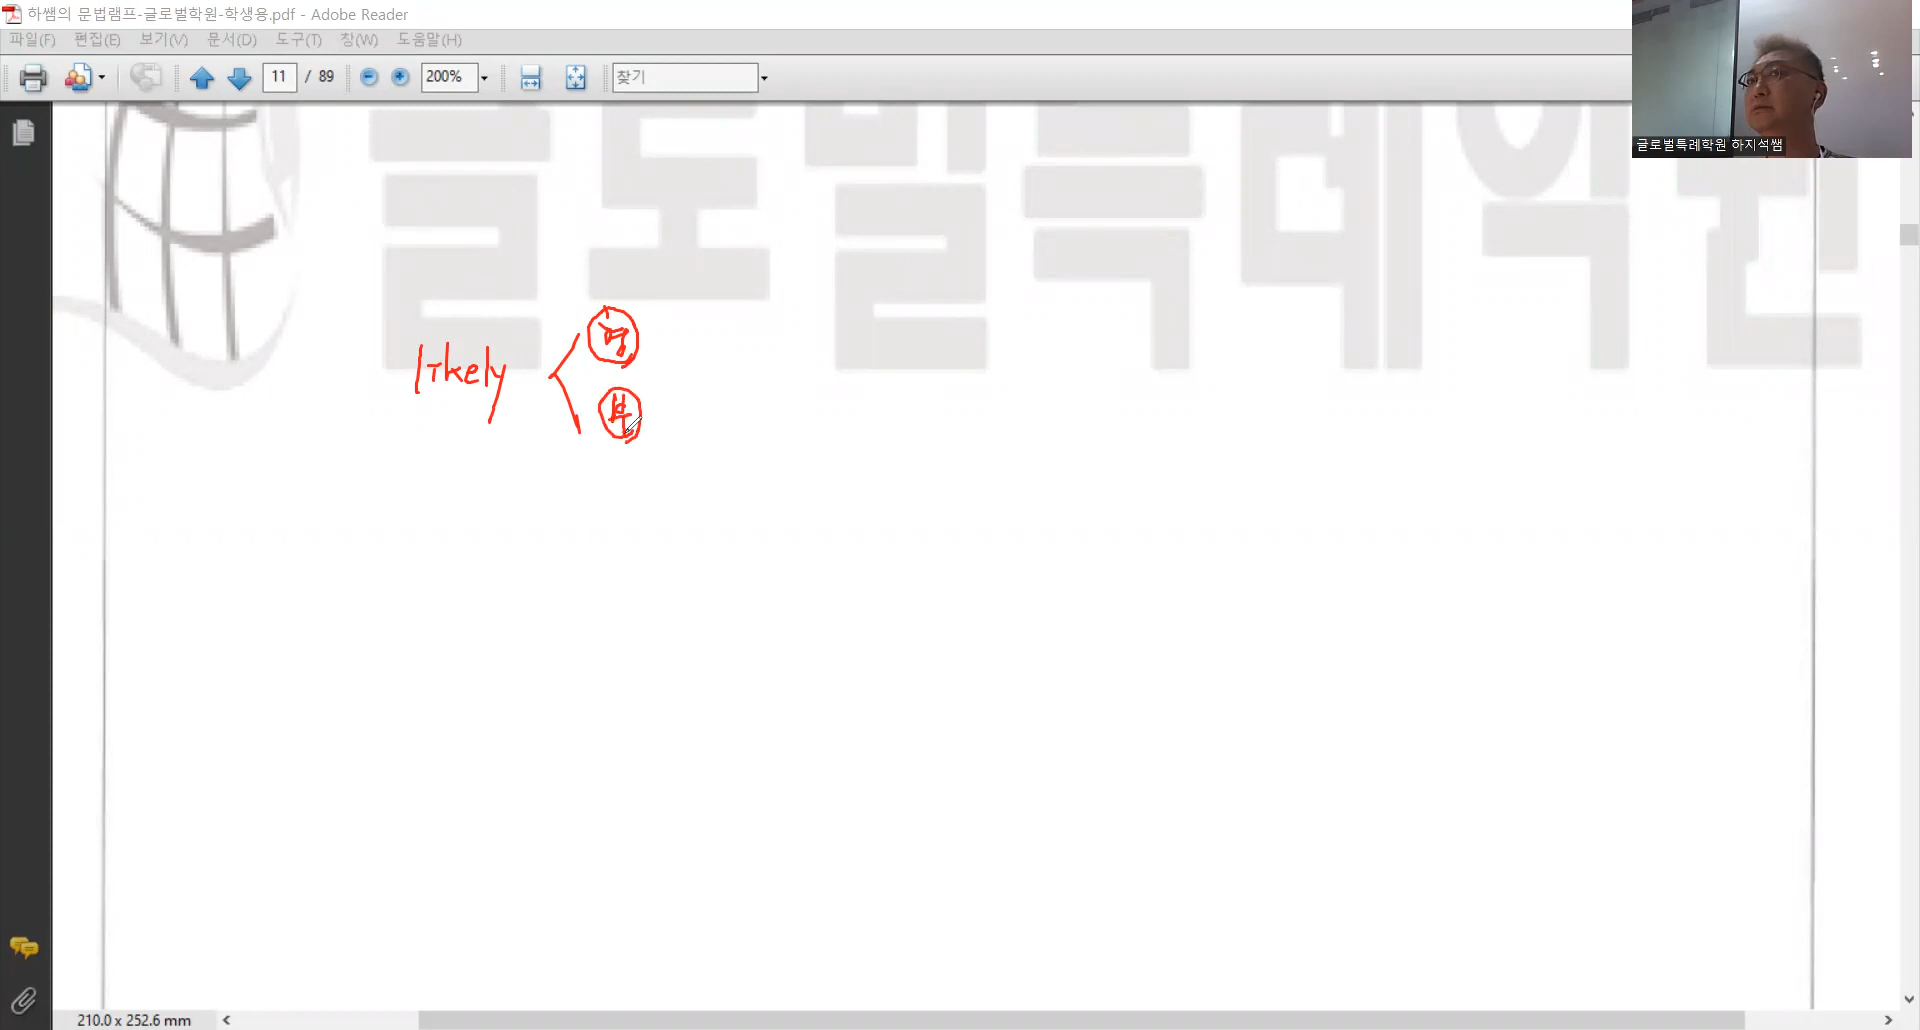 하쌤의 문법램프-글로벌학원-학생용.pdf - Adobe Reader
파일(F) 편집(E) 보기(V) 문서(D) 도구(T) 창(W) 도움말(H)
11 / 89 200% 찾기
글로벌특례학원 하지석쌤
글로벌특례학원
likely
형
부
210.0 x 252.6 mm